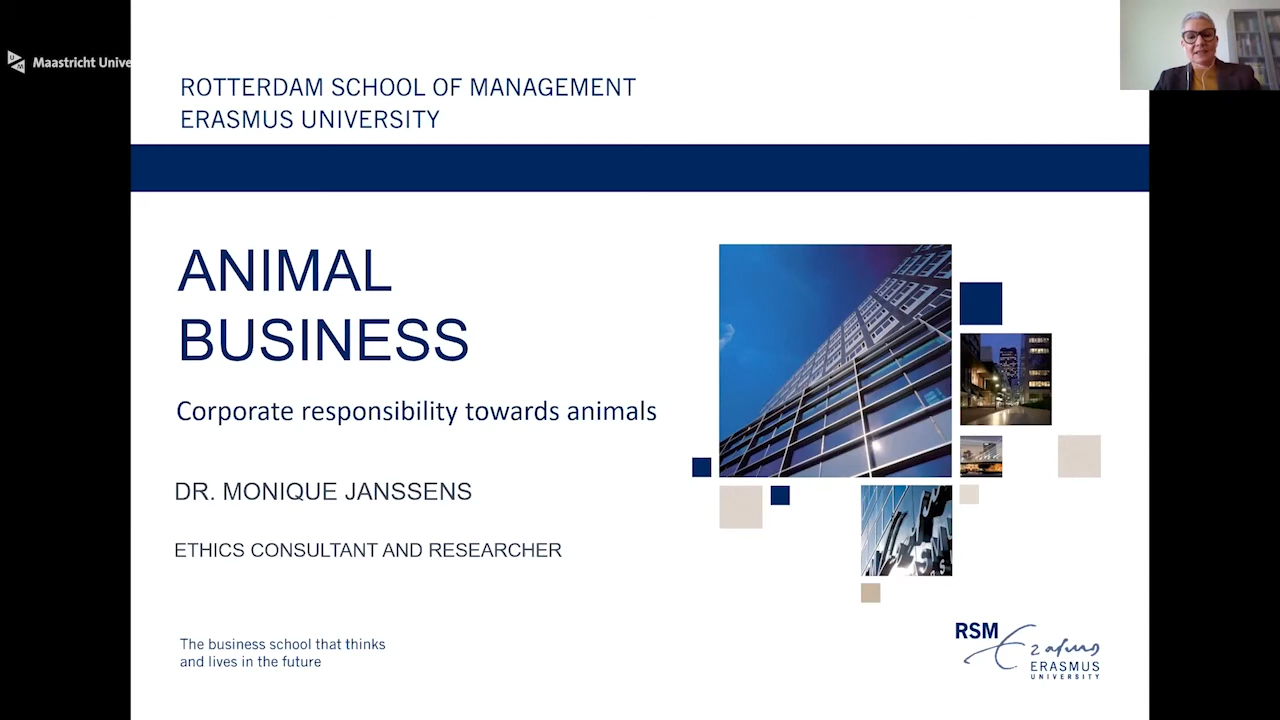 Maastricht Unive
ROTTERDAM SCHOOL OF MANAGEMENT
ERASMUS UNIVERSITY
ANIMAL
BUSINESS
Corporate responsibility towards animals
DR. MONIQUE JANSSENS
ETHICS CONSULTANT AND RESEARCHER
The business school that thinks
and lives in the future
RSM
Erasmus
ERASMUS
UNIVERSITY